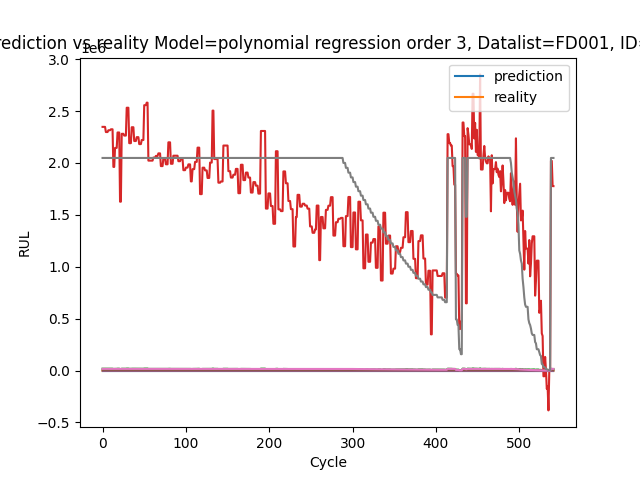 rediction vs reality Model=polynomial regression order 3, Datalist=FD001, ID=
1e6
3.0
2.5
2.0
1.5
1.0
0.5
0.0
−0.5
RUL
prediction
reality
0 100 200 300 400 500
Cycle